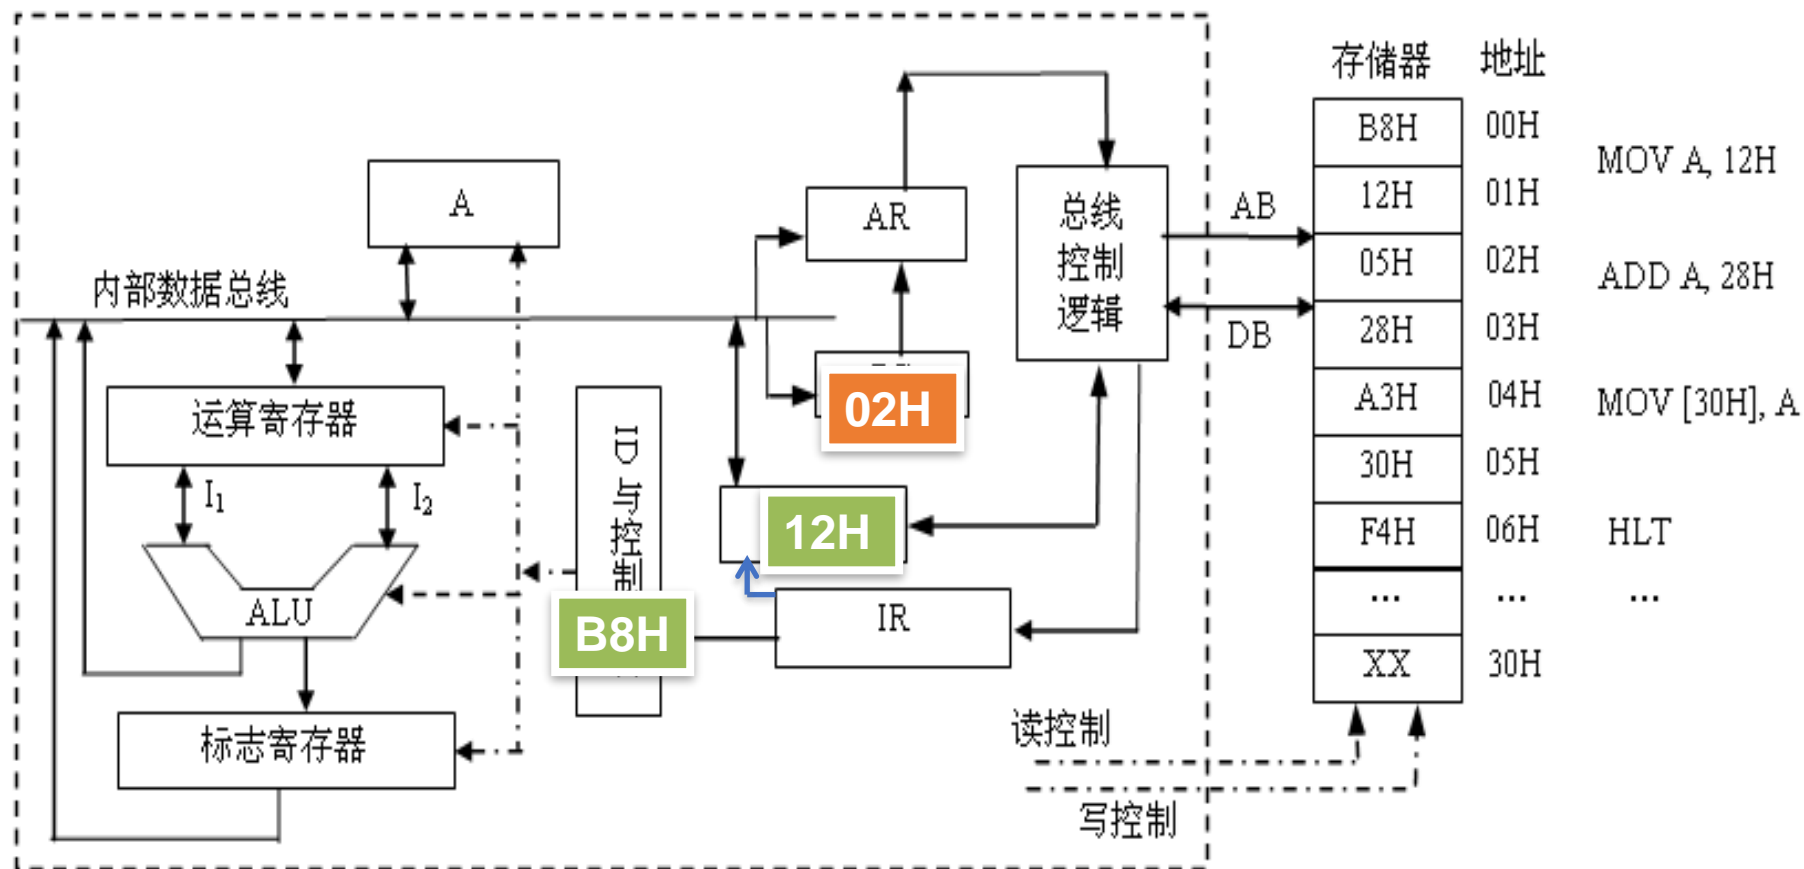 存储器 地址
B8H 00H
MOV A, 12H
12H 01H
05H 02H
ADD A, 28H
28H 03H
A3H 04H
MOV [30H], A
30H 05H
F4H 06H HLT
... ... ...
XX 30H
A
AR
总线控制逻辑
AB
DB
内部数据总线
02H
运算寄存器
I₁ I₂
ID 与控制
12H
ALU
B8H
IR
标志寄存器
读控制
写控制